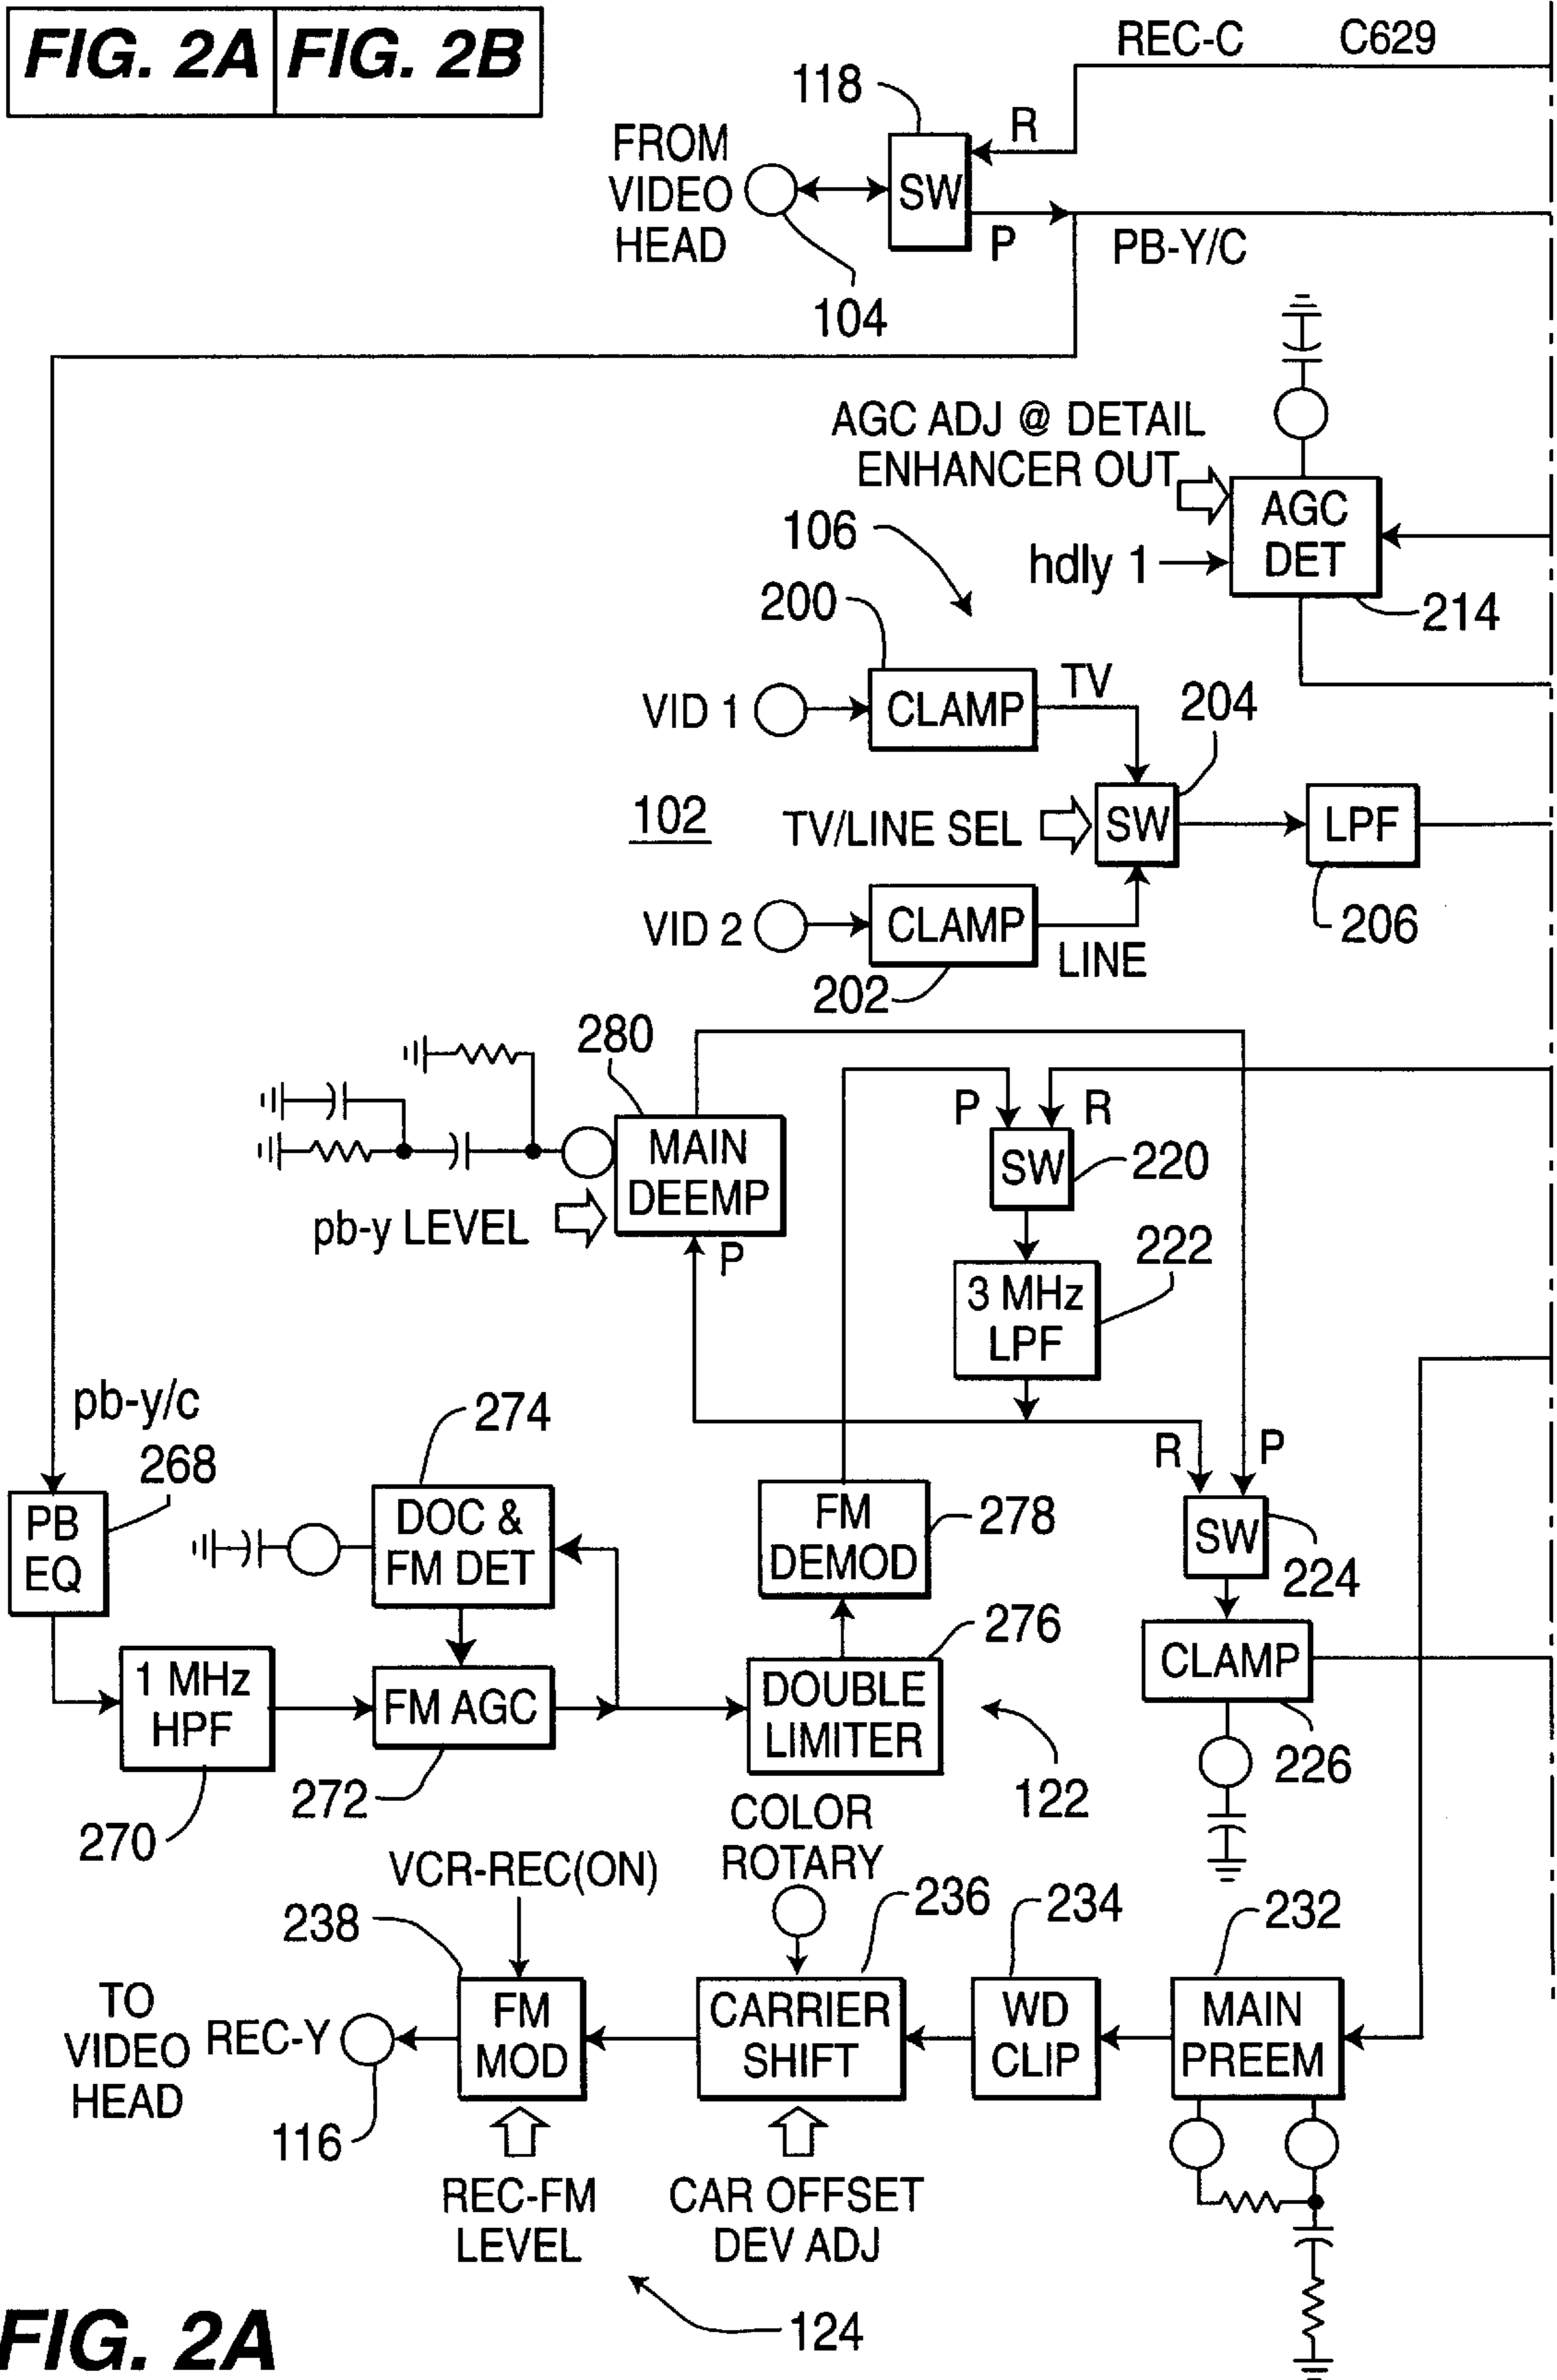 FIG. 2A FIG. 2B
REC-C C629
118
R
FROM
VIDEO
HEAD
SW
P
PB-Y/C
104
AGC ADJ @ DETAIL
ENHANCER OUT
AGC
DET
106
hdly 1
200
214
TV
VID 1
CLAMP
204
102
TV/LINE SEL
SW
LPF
VID 2
CLAMP
206
LINE
202
280
P
R
MAIN
DEEMP
SW
220
pb-y LEVEL
P
222
3 MHz
LPF
pb-y/c
274
R
P
268
PB
EQ
DOC &
FM DET
FM
DEMOD
278
SW
224
276
1 MHz
HPF
FM AGC
DOUBLE
LIMITER
CLAMP
272
122
226
270
COLOR
ROTARY
VCR-REC(ON)
238
236
234
232
TO
VIDEO
HEAD
REC-Y
FM
MOD
CARRIER
SHIFT
WD
CLIP
MAIN
PREEM
116
REC-FM
LEVEL
CAR OFFSET
DEV ADJ
124
FIG. 2A